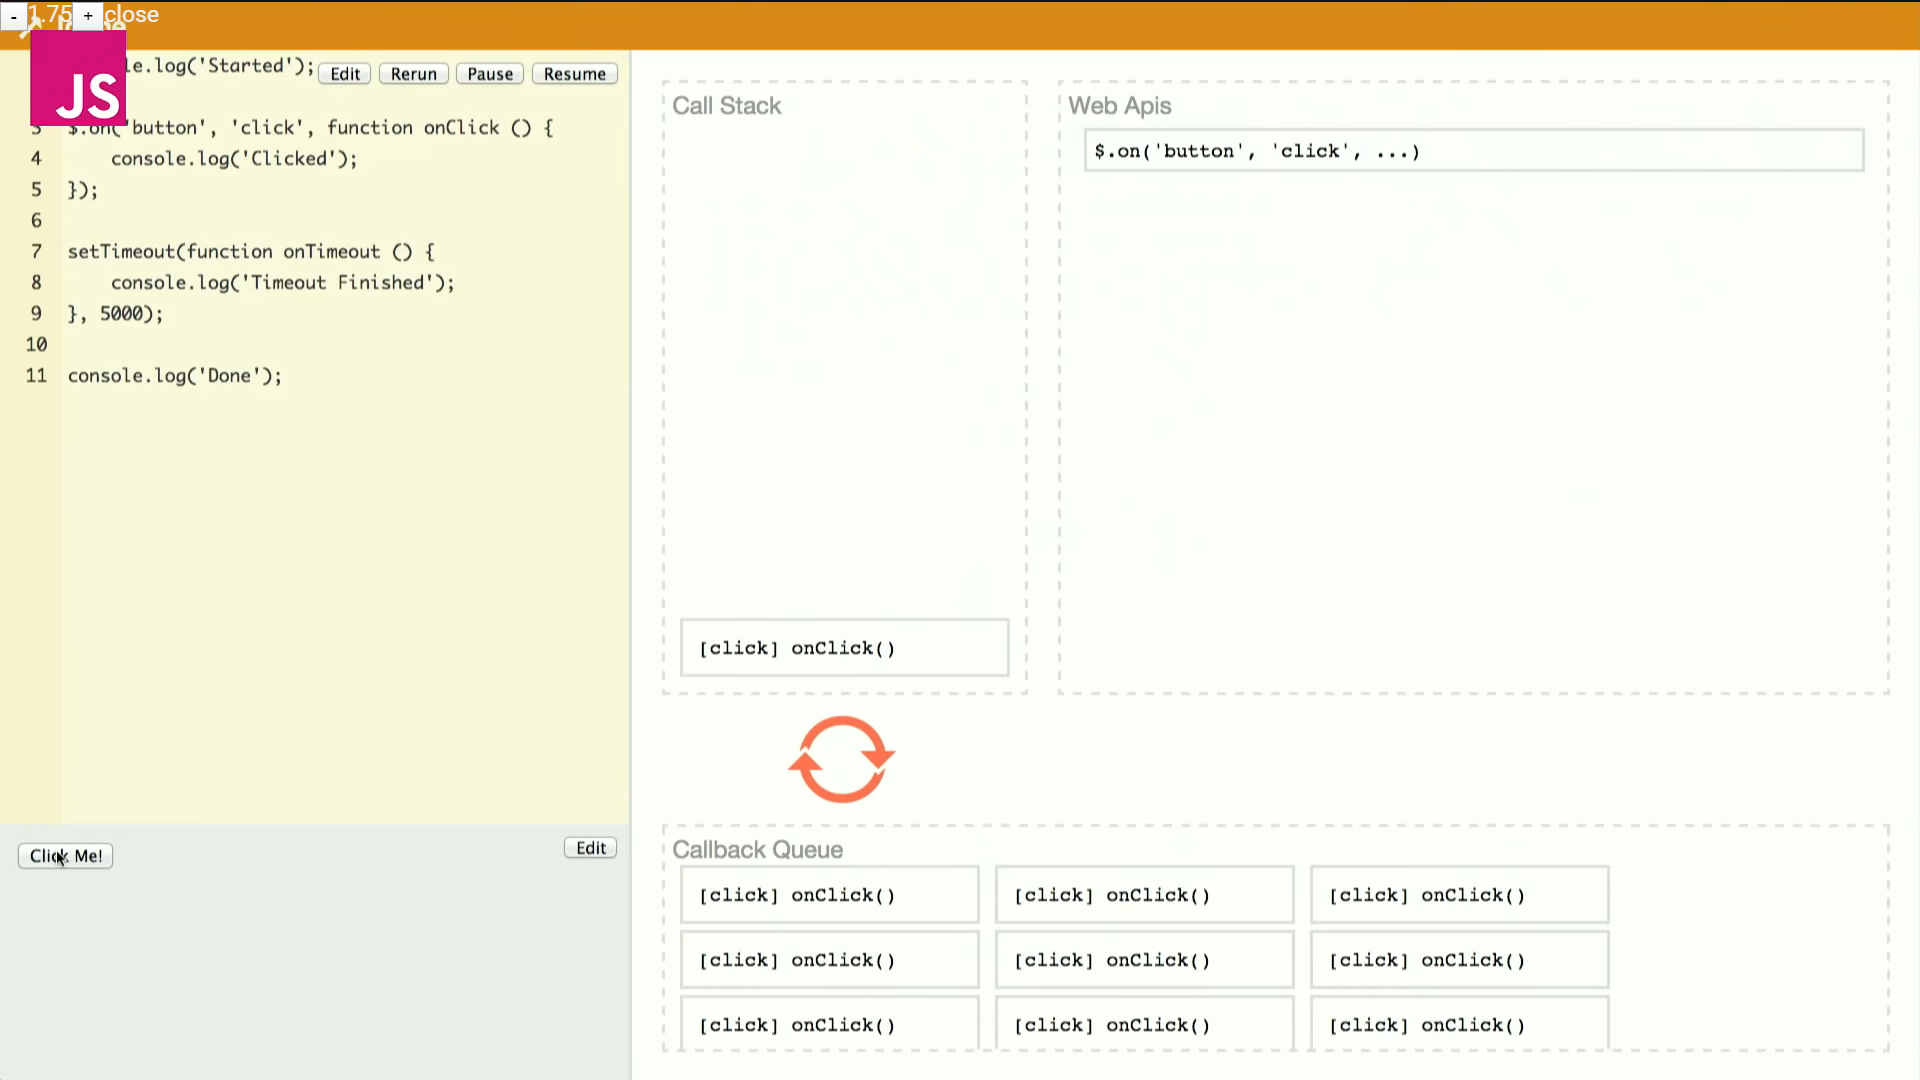 - 1.75 + close
JS
le.log('Started');
Edit Rerun Pause Resume
3 $.on('button', 'click', function onClick () {
4 console.log('Clicked');
5 });
6
7 setTimeout(function onTimeout () {
8 console.log('Timeout Finished');
9 }, 5000);
10
11 console.log('Done');
Click Me!
Edit
Call Stack
[click] onClick()
Web Apis
$.on('button', 'click', ...)
Callback Queue
[click] onClick() [click] onClick() [click] onClick()
[click] onClick() [click] onClick() [click] onClick()
[click] onClick() [click] onClick() [click] onClick()